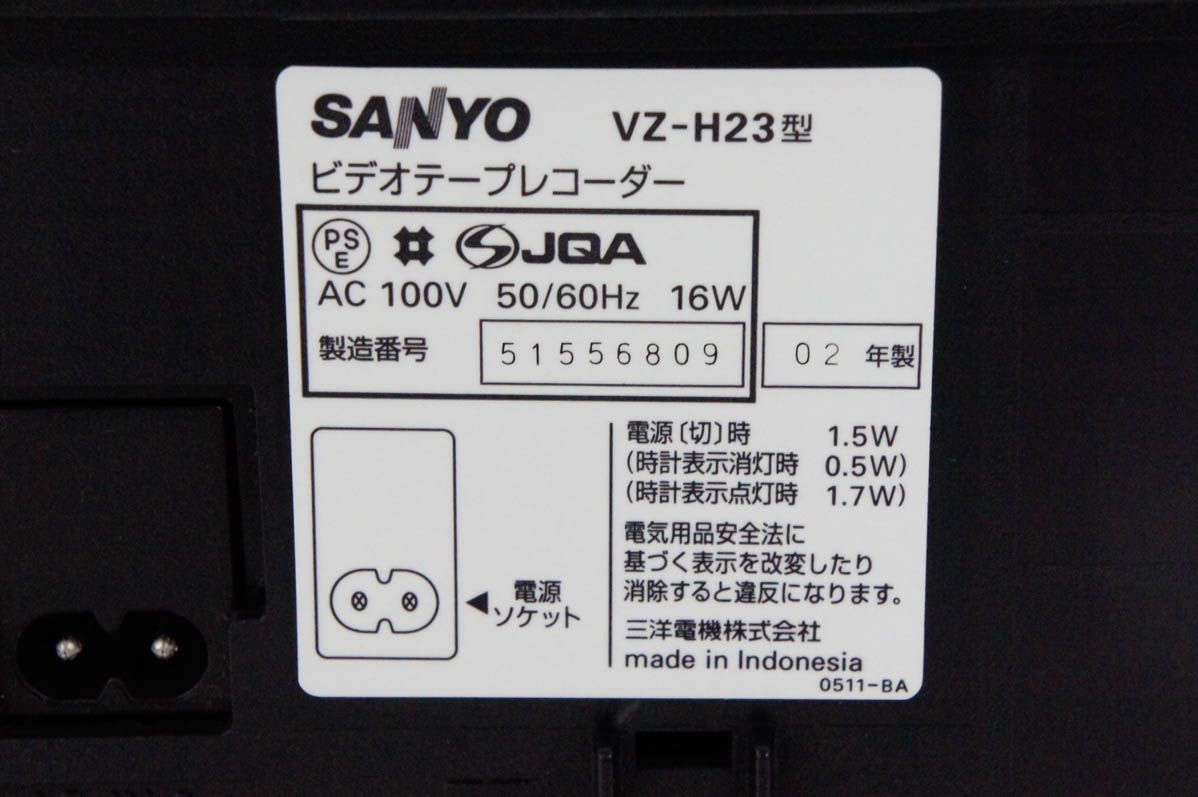 SANYO VZ-H23型
ビデオテープレコーダー
PSE JQA
AC 100V 50/60Hz 16W
製造番号 51556809 02 年製
電源〔切〕時 1.5W
(時計表示消灯時 0.5W)
(時計表示点灯時 1.7W)
電気用品安全法に
基づく表示を改変したり
消除すると違反になります。
電源
ソケット
三洋電機株式会社
made in Indonesia
0511-BA